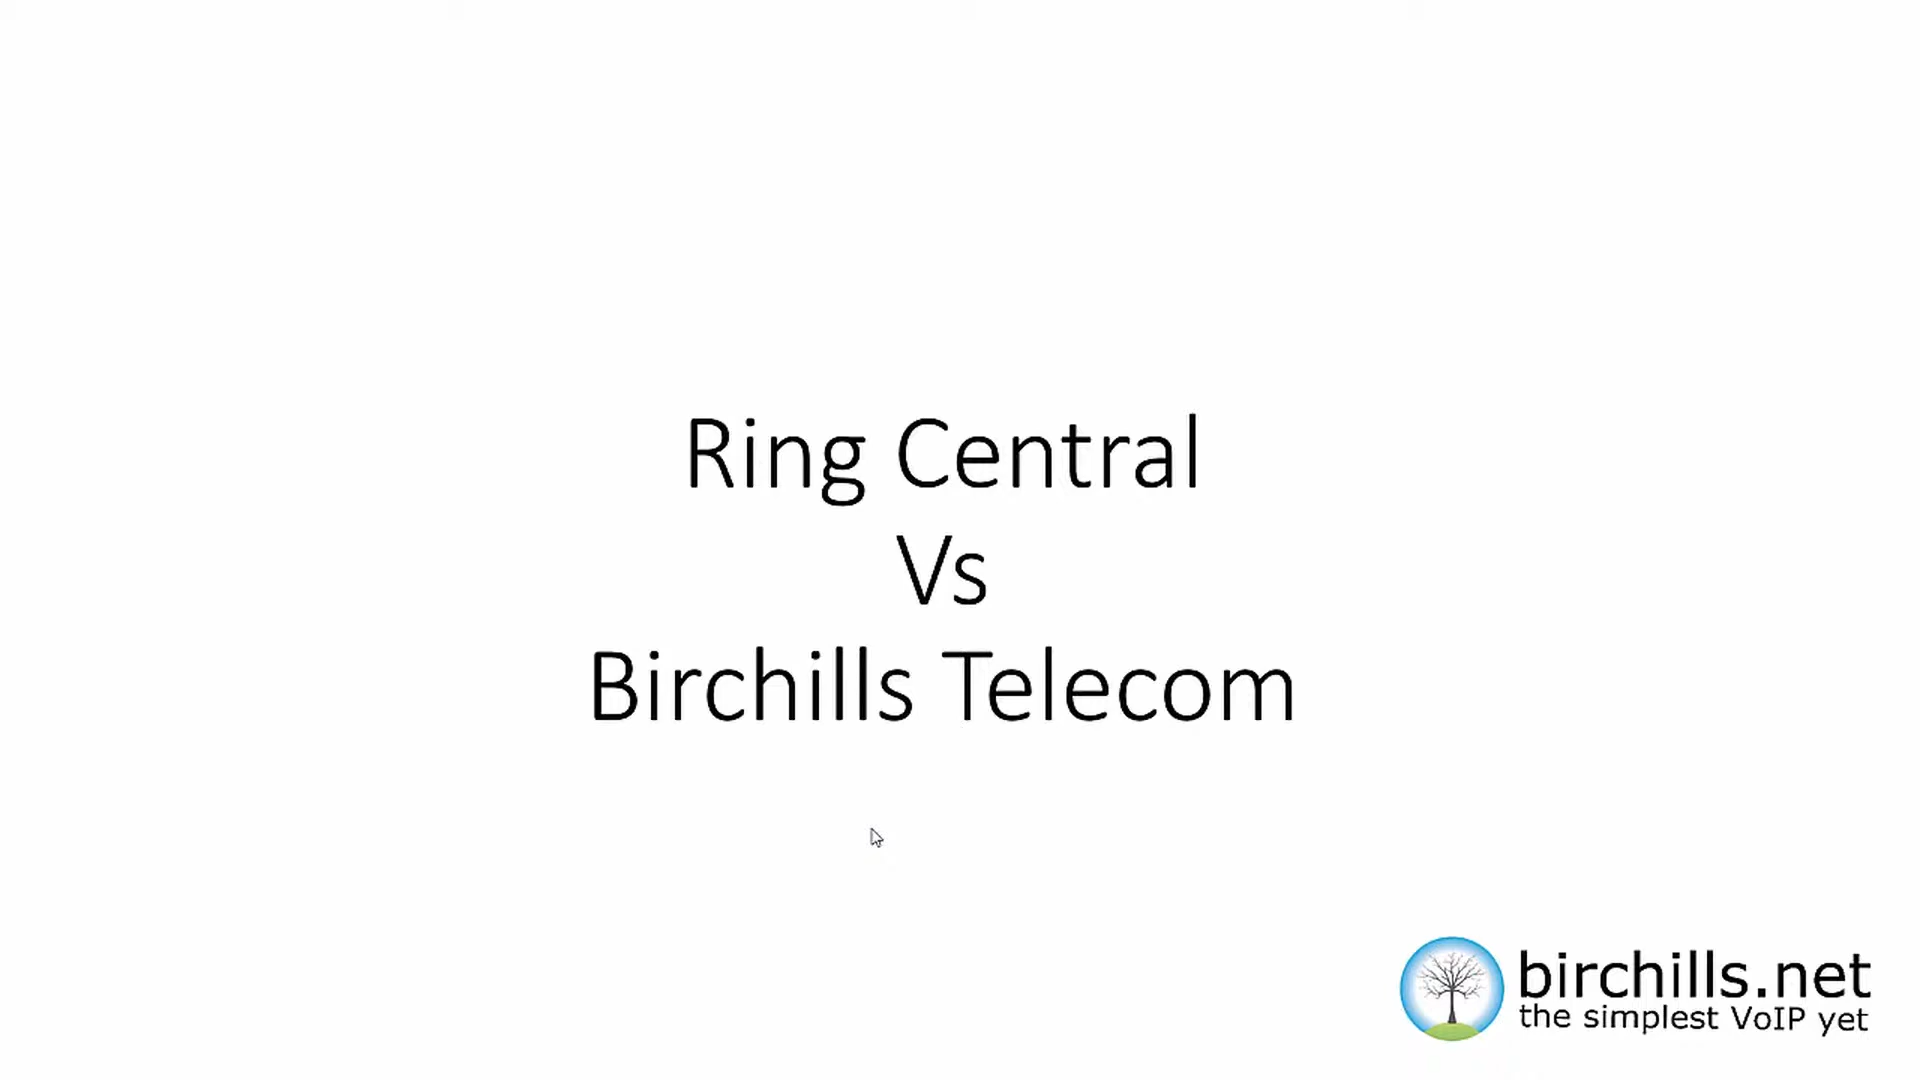 Ring Central
Vs
Birchills Telecom
birchills.net
the simplest VoIP yet